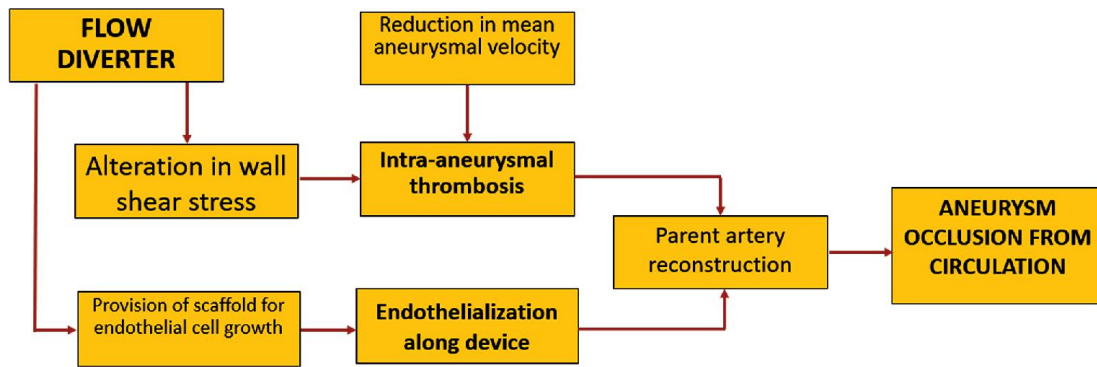 FLOW
DIVERTER
Reduction in mean
aneurysmal velocity
Alteration in wall
shear stress
Intra-aneurysmal
thrombosis
Parent artery
reconstruction
ANEURYSM
OCCLUSION FROM
CIRCULATION
Provision of scaffold for
endothelial cell growth
Endothelialization
along device